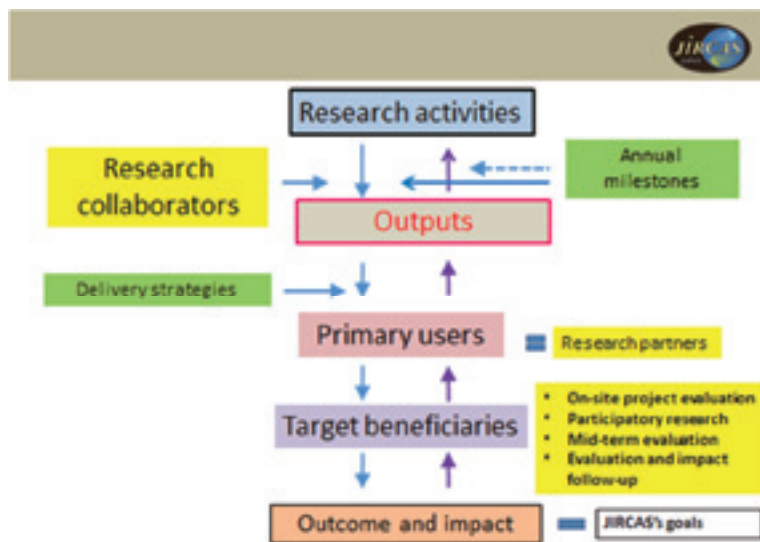 JIRCAS
Research activities
Research
collaborators
Annual
milestones
Outputs
Delivery strategies
Primary users
Research partners
Target beneficiaries
• On-site project evaluation
• Participatory research
• Mid-term evaluation
• Evaluation and impact
follow-up
Outcome and impact
JIRCAS's goals